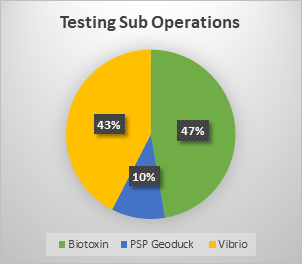 Testing Sub Operations
43%
47%
10%
Biotoxin PSP Geoduck Vibrio